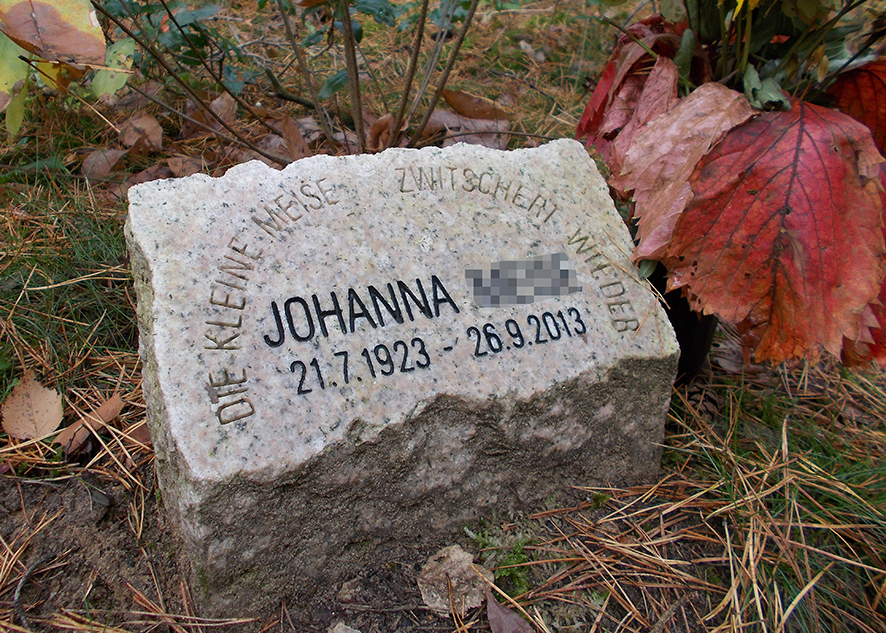 DIE KLEINE MEISE ZWITSCHERT WIEDER
JOHANNA
21.7.1923 - 26.9.2013